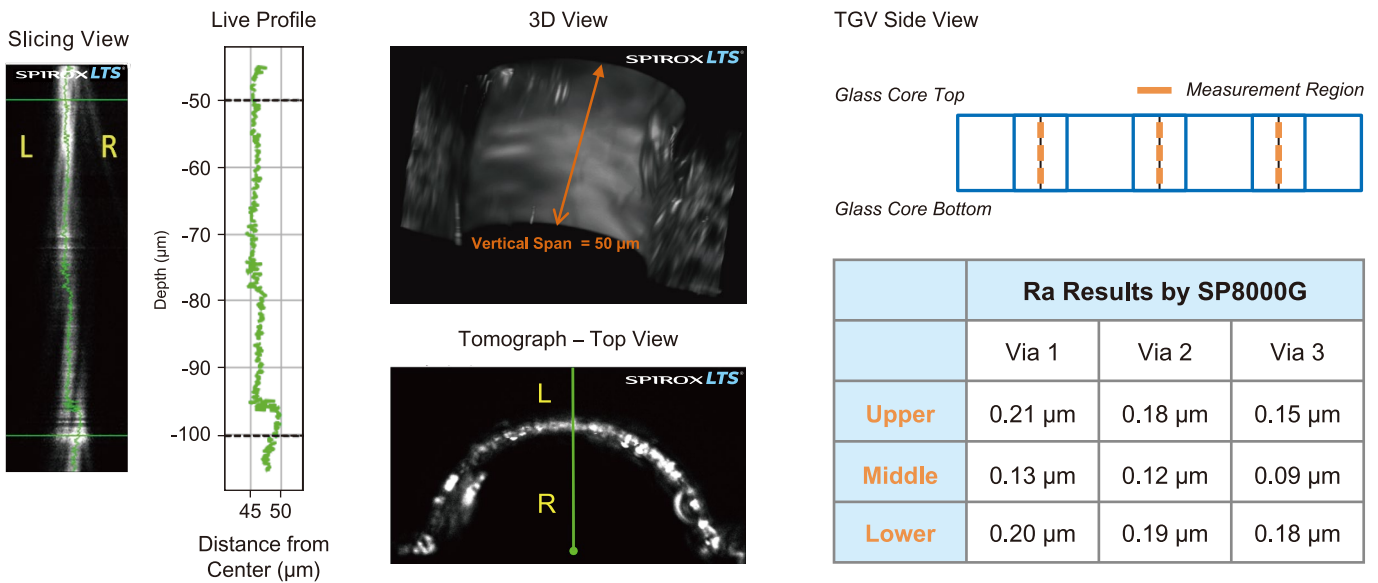 Slicing View
SPIROX LTS
L
R
Live Profile
-50
-60
-70
-80
-90
-100
Depth (µm)
45 50
Distance from
Center (µm)
3D View
SPIROX LTS
Vertical Span = 50 µm
Tomograph – Top View
SPIROX LTS
L
R
TGV Side View
Glass Core Top
Measurement Region
Glass Core Bottom
Ra Results by SP8000G
Via 1 Via 2 Via 3
Upper 0.21 µm 0.18 µm 0.15 µm
Middle 0.13 µm 0.12 µm 0.09 µm
Lower 0.20 µm 0.19 µm 0.18 µm